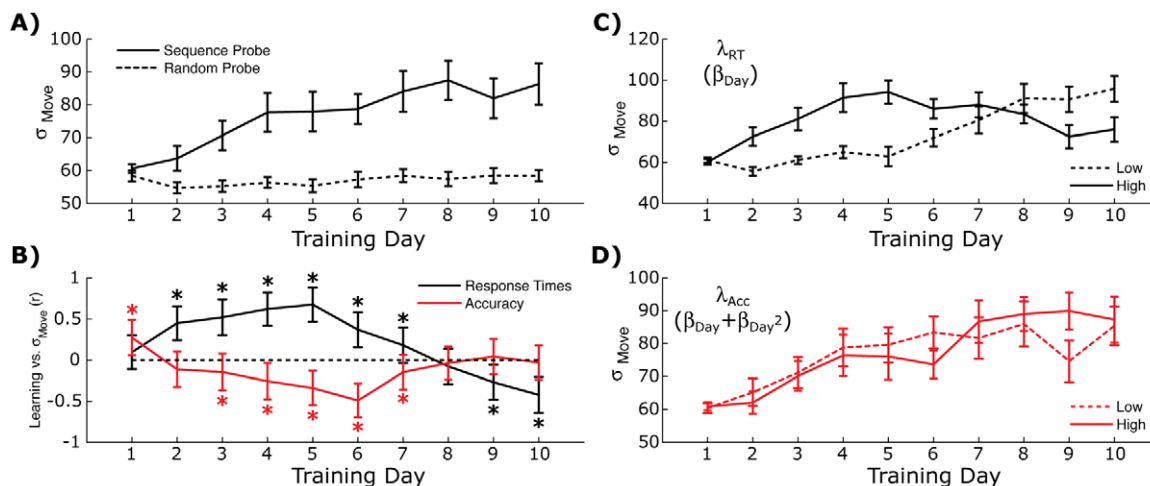 A)
100
90
80
70
60
50
σ Move
Sequence Probe
Random Probe
1 2 3 4 5 6 7 8 9 10
Training Day
B)
1
0.5
0
-0.5
-1
Learning vs. σMove (r)
Response Times
Accuracy
* * * * * * * * *
* * * * * *
1 2 3 4 5 6 7 8 9 10
Training Day
C)
120
100
80
60
40
σ Move
λRT
(βDay)
Low
High
1 2 3 4 5 6 7 8 9 10
Training Day
D)
100
90
80
70
60
50
σ Move
λAcc
(βDay+βDay²)
Low
High
1 2 3 4 5 6 7 8 9 10
Training Day